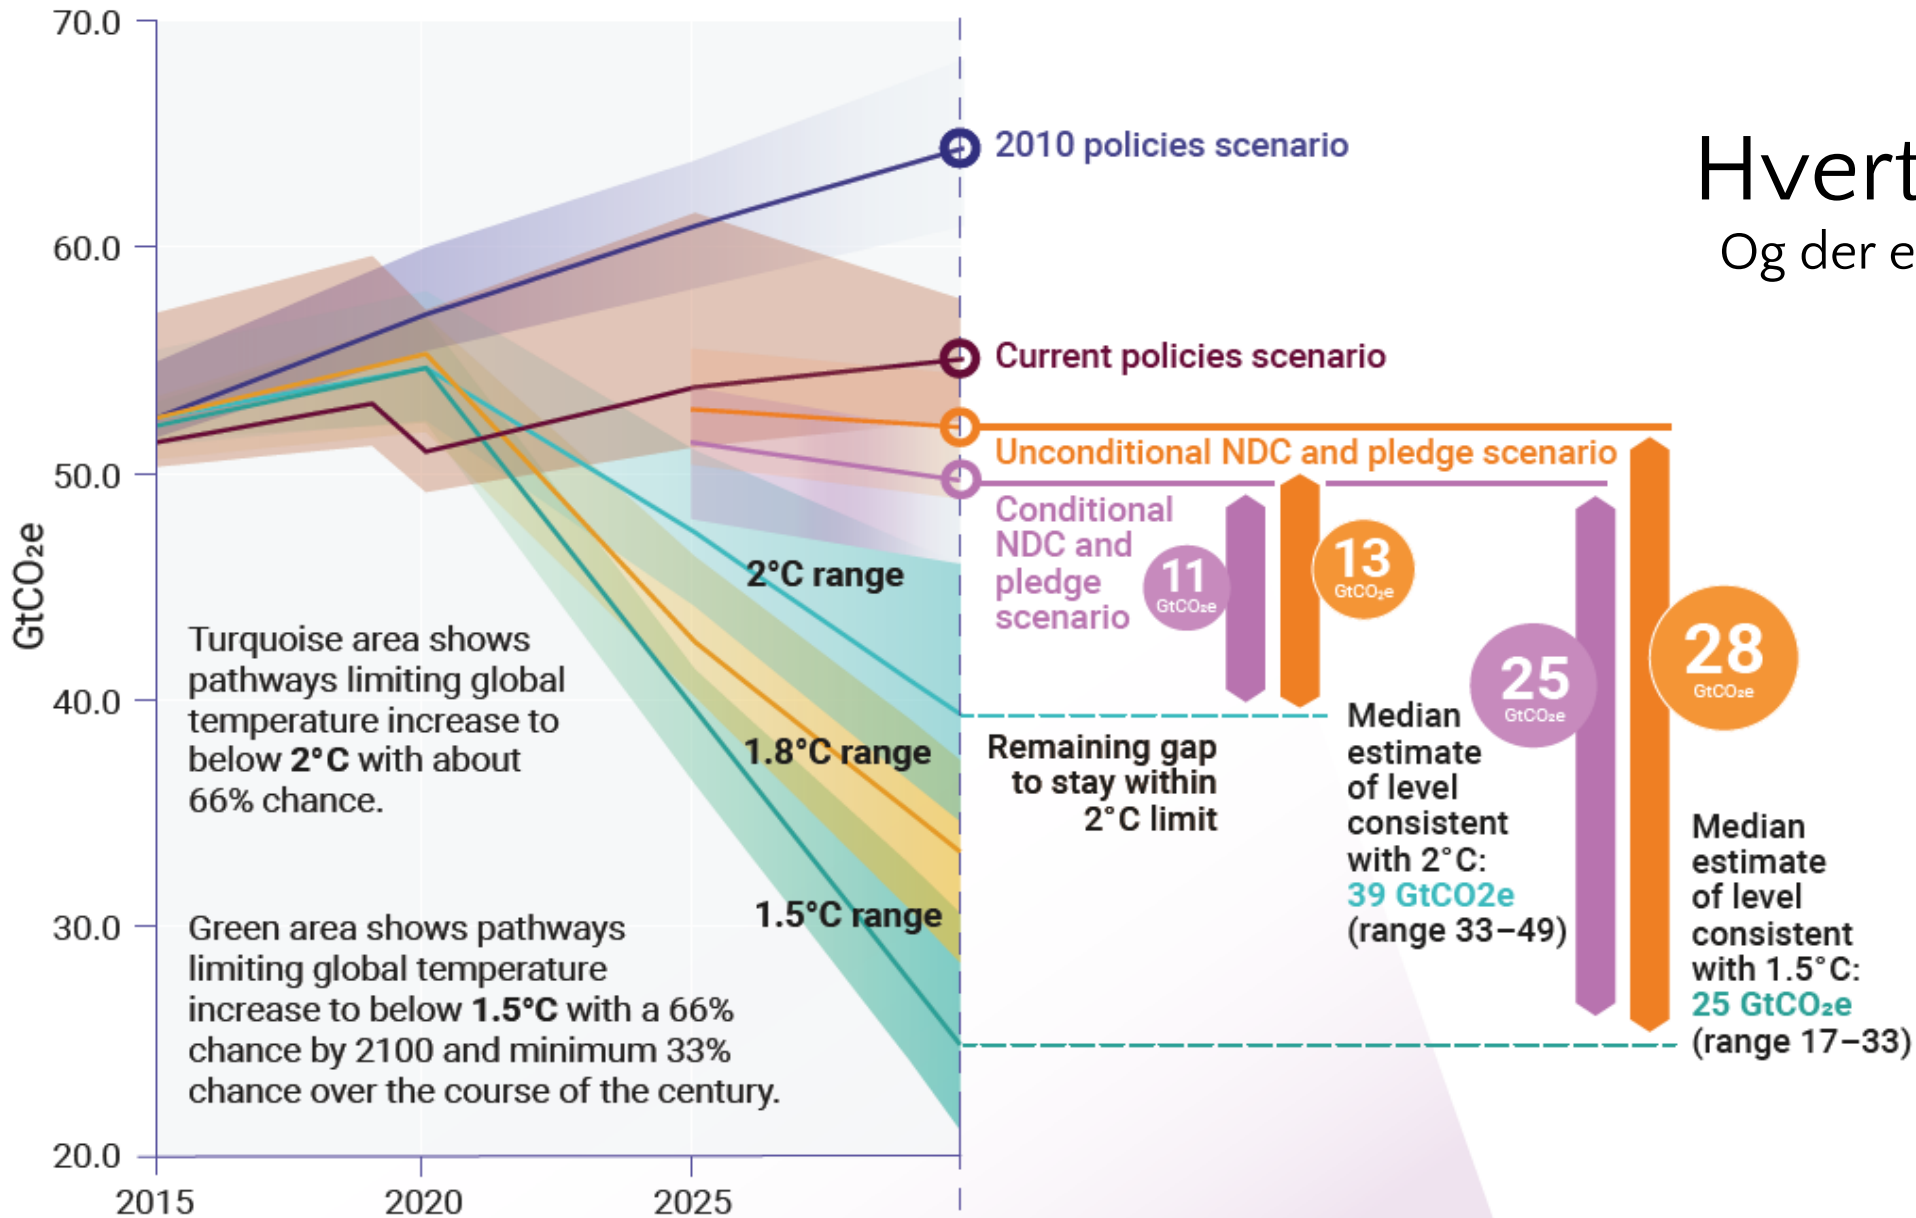 70.0
60.0
50.0
40.0
30.0
20.0
GtCO₂e
2015
2020
2025
2010 policies scenario
Current policies scenario
Unconditional NDC and pledge scenario
Conditional
NDC and
pledge
scenario
11
GtCO₂e
13
GtCO₂e
25
GtCO₂e
28
GtCO₂e
2°C range
1.8°C range
1.5°C range
Turquoise area shows
pathways limiting global
temperature increase to
below 2°C with about
66% chance.
Green area shows pathways
limiting global temperature
increase to below 1.5°C with a 66%
chance by 2100 and minimum 33%
chance over the course of the century.
Remaining gap
to stay within
2°C limit
Median
estimate
of level
consistent
with 2°C:
39 GtCO2e
(range 33–49)
Median
estimate
of level
consistent
with 1.5°C:
25 GtCO₂e
(range 17–33)
Hvert
Og der e